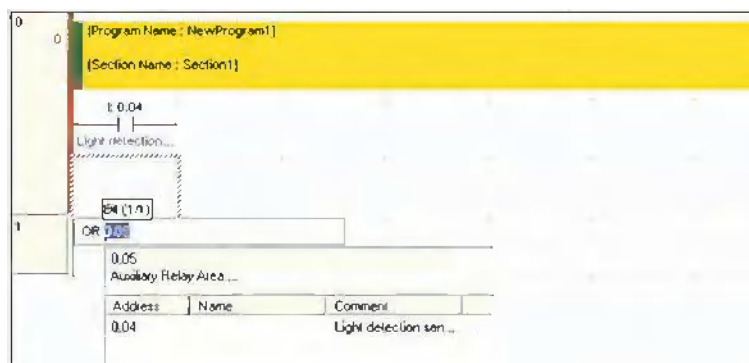 0
0
[Program Name : NewProgram1]
[Section Name : Section1]
I: 0.04
Light detection...
Bit (1/1)
1
OR 0.05
0.05
Auxiliary Relay Area ...
Address Name Comment
0.04 Light detection sen...